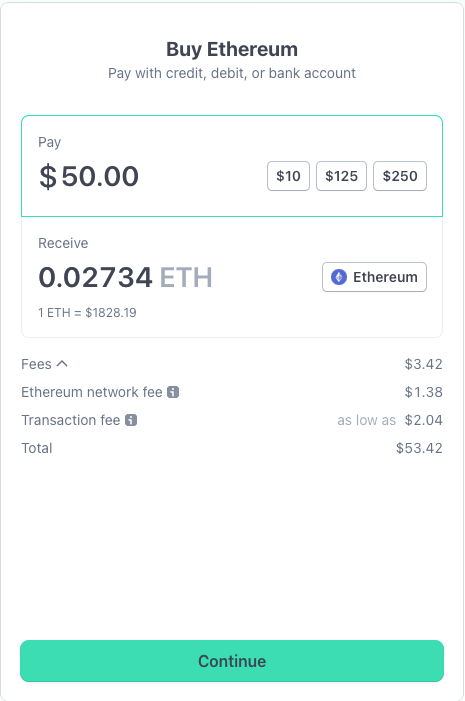 Buy Ethereum
Pay with credit, debit, or bank account
Pay
$50.00 $10 $125 $250
Receive
0.02734 ETH Ethereum
1 ETH = $1828.19
Fees $3.42
Ethereum network fee i $1.38
Transaction fee i as low as $2.04
Total $53.42
Continue